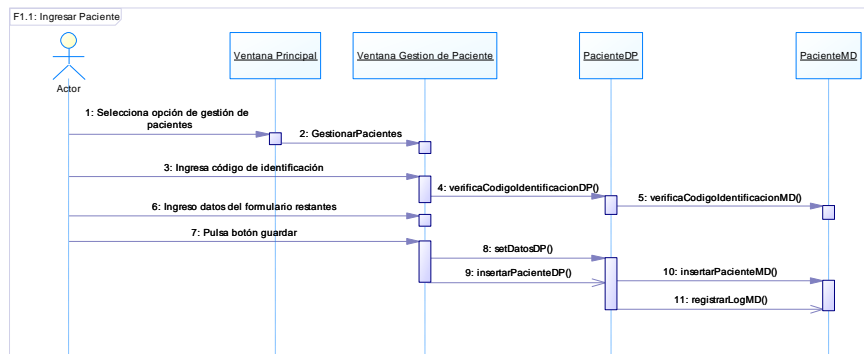 F1.1: Ingresar Paciente
Ventana Principal
Ventana Gestion de Paciente
PacienteDP
PacienteMD
Actor
1: Selecciona opción de gestión de
pacientes
2: GestionarPacientes
3: Ingresa código de identificación
4: verificaCodigoIdentificacionDP()
5: verificaCodigoIdentificacionMD()
6: Ingreso datos del formulario restantes
7: Pulsa botón guardar
8: setDatosDP()
9: insertarPacienteDP()
10: insertarPacienteMD()
11: registrarLogMD()